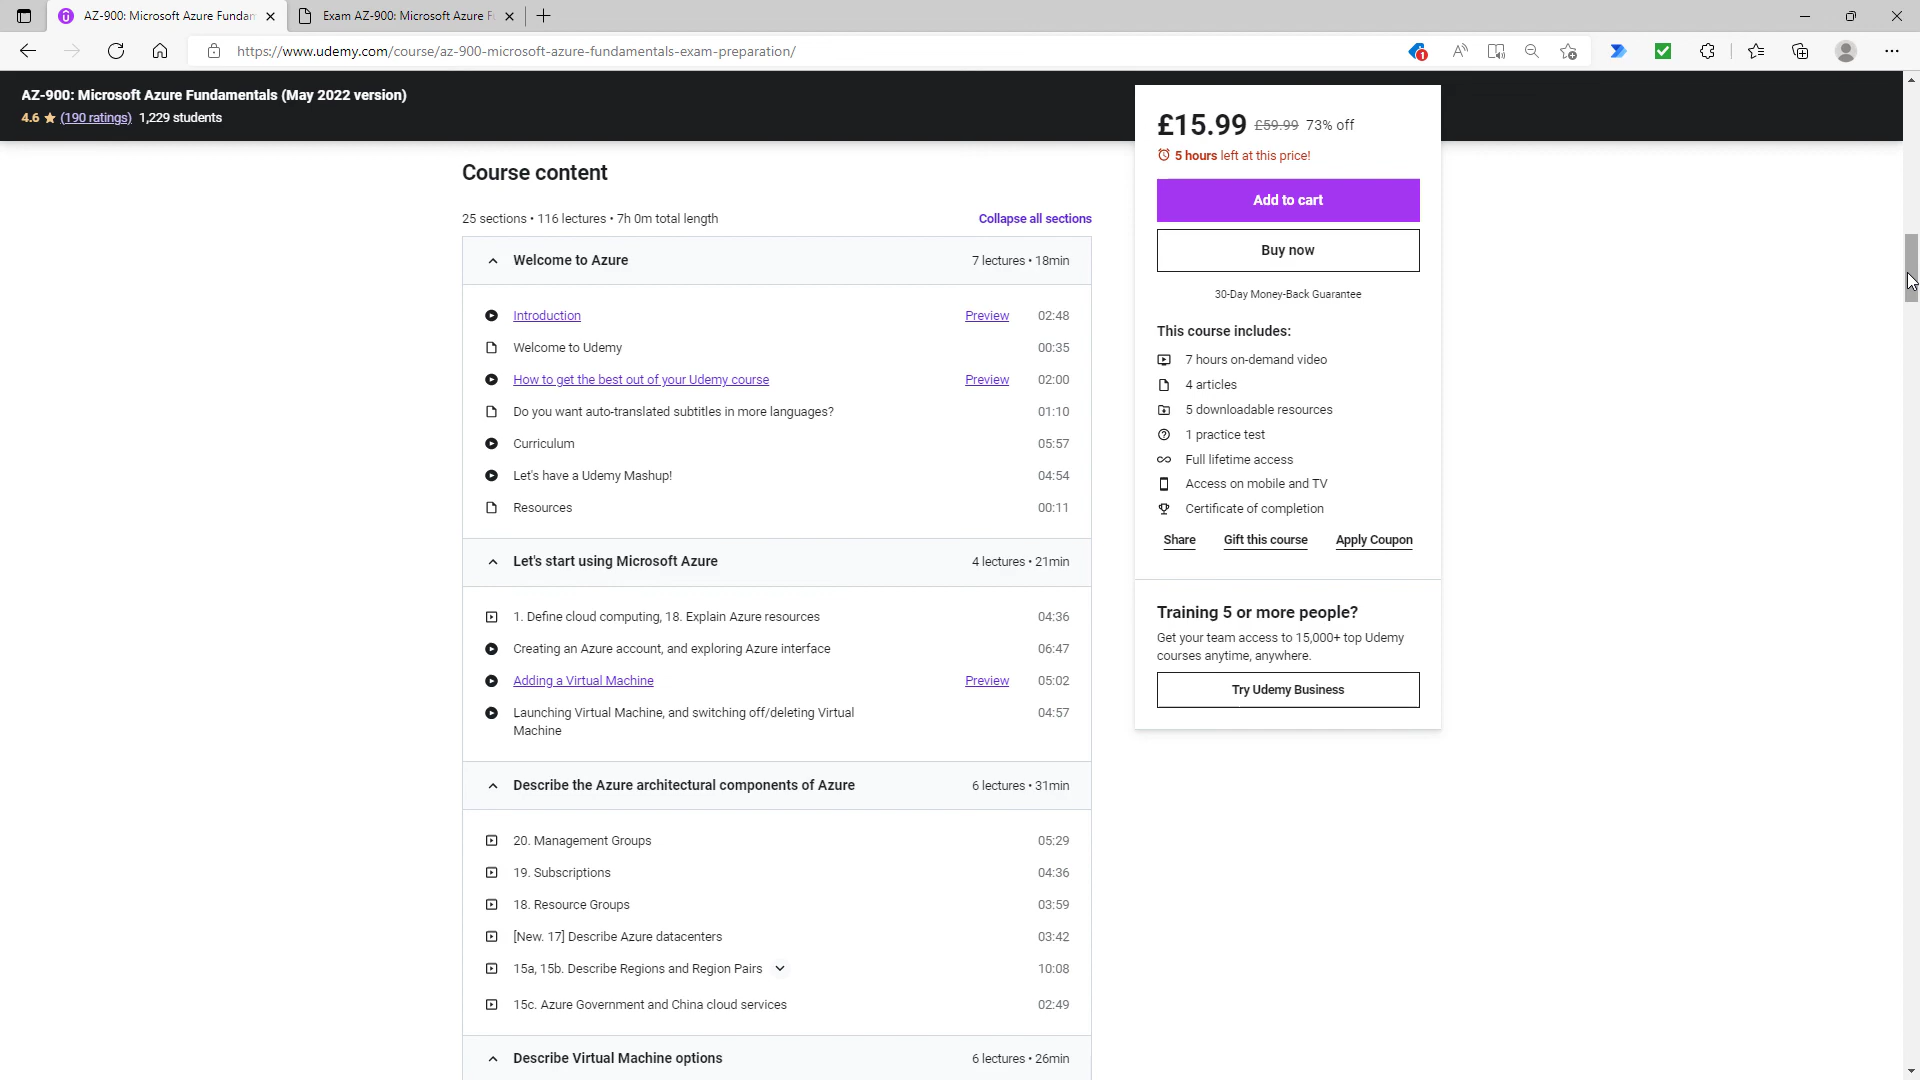 AZ-900: Microsoft Azure Fundam
Exam AZ-900: Microsoft Azure F
https://www.udemy.com/course/az-900-microsoft-azure-fundamentals-exam-preparation/
1
AZ-900: Microsoft Azure Fundamentals (May 2022 version)
4.6 ★ (190 ratings) 1,229 students
Course content
25 sections • 116 lectures • 7h 0m total length
Collapse all sections
Welcome to Azure 7 lectures • 18min
Introduction Preview 02:48
Welcome to Udemy 00:35
How to get the best out of your Udemy course Preview 02:00
Do you want auto-translated subtitles in more languages? 01:10
Curriculum 05:57
Let's have a Udemy Mashup! 04:54
Resources 00:11
Let's start using Microsoft Azure 4 lectures • 21min
1. Define cloud computing, 18. Explain Azure resources 04:36
Creating an Azure account, and exploring Azure interface 06:47
Adding a Virtual Machine Preview 05:02
Launching Virtual Machine, and switching off/deleting Virtual 04:57
Machine
Describe the Azure architectural components of Azure 6 lectures • 31min
20. Management Groups 05:29
19. Subscriptions 04:36
18. Resource Groups 03:59
[New. 17] Describe Azure datacenters 03:42
15a, 15b. Describe Regions and Region Pairs 10:08
15c. Azure Government and China cloud services 02:49
Describe Virtual Machine options 6 lectures • 26min
£15.99 £59.99 73% off
5 hours left at this price!
Add to cart
Buy now
30-Day Money-Back Guarantee
This course includes:
7 hours on-demand video
4 articles
5 downloadable resources
1 practice test
Full lifetime access
Access on mobile and TV
Certificate of completion
Share Gift this course Apply Coupon
Training 5 or more people?
Get your team access to 15,000+ top Udemy
courses anytime, anywhere.
Try Udemy Business